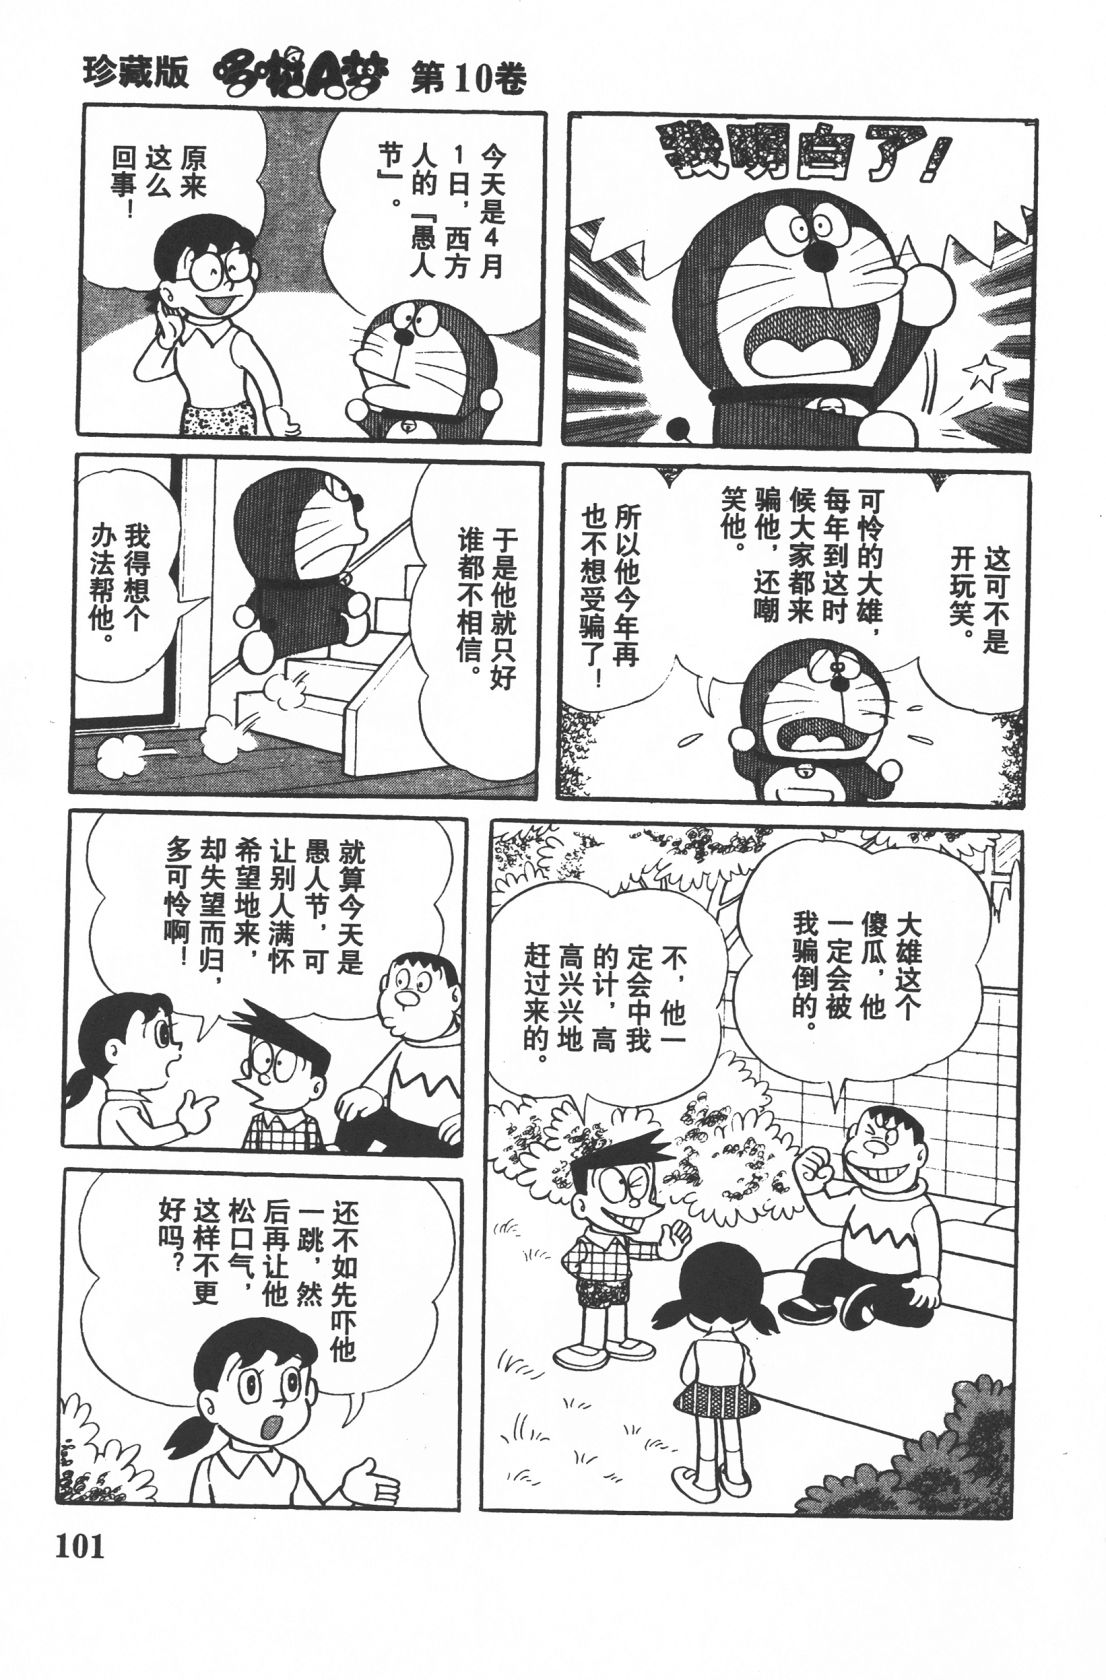 珍藏版 哆啦A梦 第10卷
我明白了！
今天是4月
1日，西方
人的『愚人
节』。
原来
这么
回事！
这可不是
开玩笑。
可怜的大雄，
每年到这时
候大家都来
骗他，还嘲
笑他。
所以他今年再
也不想受骗了！
于是他就只好
谁都不相信。
我得想个
办法帮他。
大雄这个
傻瓜，他
一定会被
我骗倒的。
不，他一
定会中我
的计，高
高兴兴地
赶过来的。
就算今天是
愚人节，可
让别人满怀
希望地来，
却失望而归，
多可怜啊！
还不如先吓他
一跳，然
后再让他
松口气，
这样不更
好吗？
101